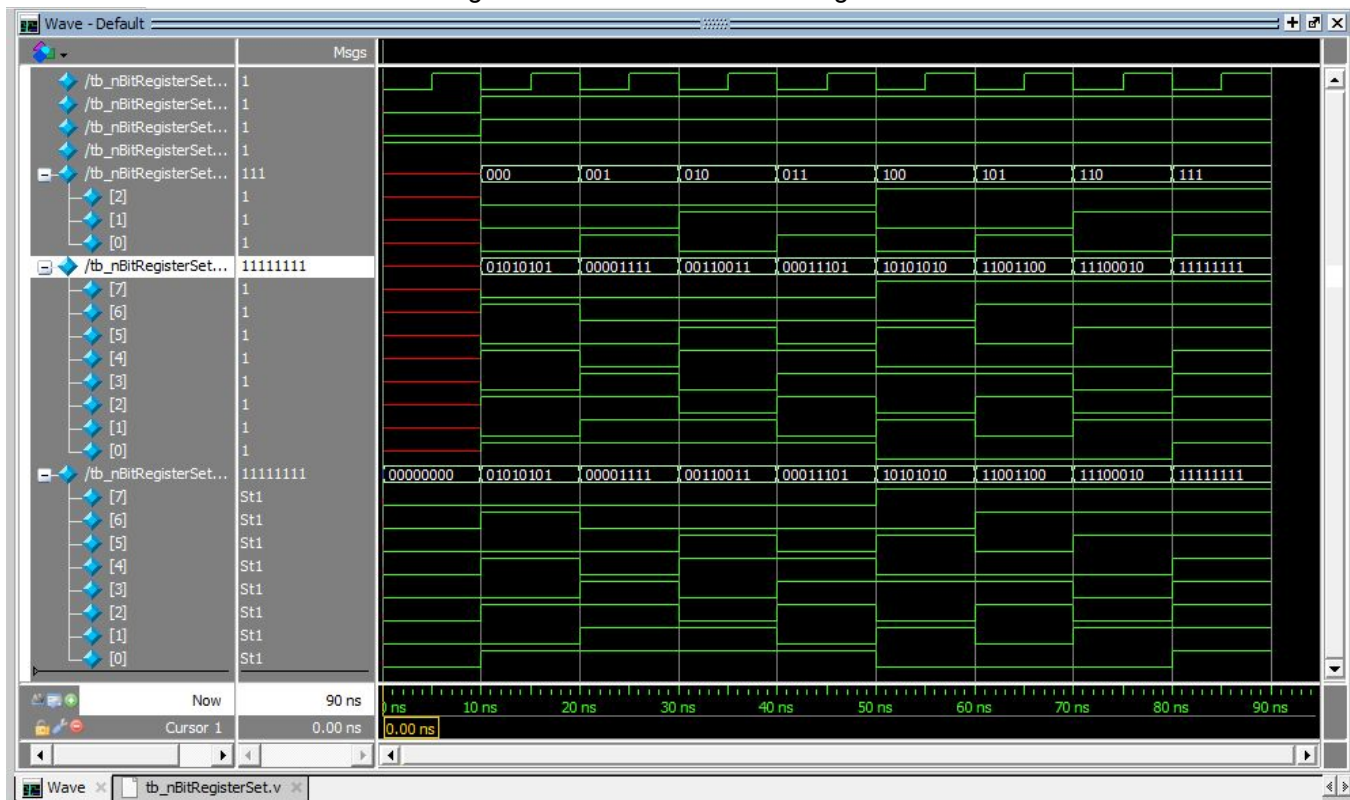 Wave - Default
Msgs
/tb_nBitRegisterSet... 1
/tb_nBitRegisterSet... 1
/tb_nBitRegisterSet... 1
/tb_nBitRegisterSet... 1
/tb_nBitRegisterSet... 111 000 001 010 011 100 101 110 111
[2] 1
[1] 1
[0] 1
/tb_nBitRegisterSet... 11111111 01010101 00001111 00110011 00011101 10101010 11001100 11100010 11111111
[7] 1
[6] 1
[5] 1
[4] 1
[3] 1
[2] 1
[1] 1
[0] 1
/tb_nBitRegisterSet... 11111111 00000000 01010101 00001111 00110011 00011101 10101010 11001100 11100010 11111111
[7] St1
[6] St1
[5] St1
[4] St1
[3] St1
[2] St1
[1] St1
[0] St1
Now 90 ns ns 10 ns 20 ns 30 ns 40 ns 50 ns 60 ns 70 ns 80 ns 90 ns
Cursor 1 0.00 ns 0.00 ns
Wave tb_nBitRegisterSet.v